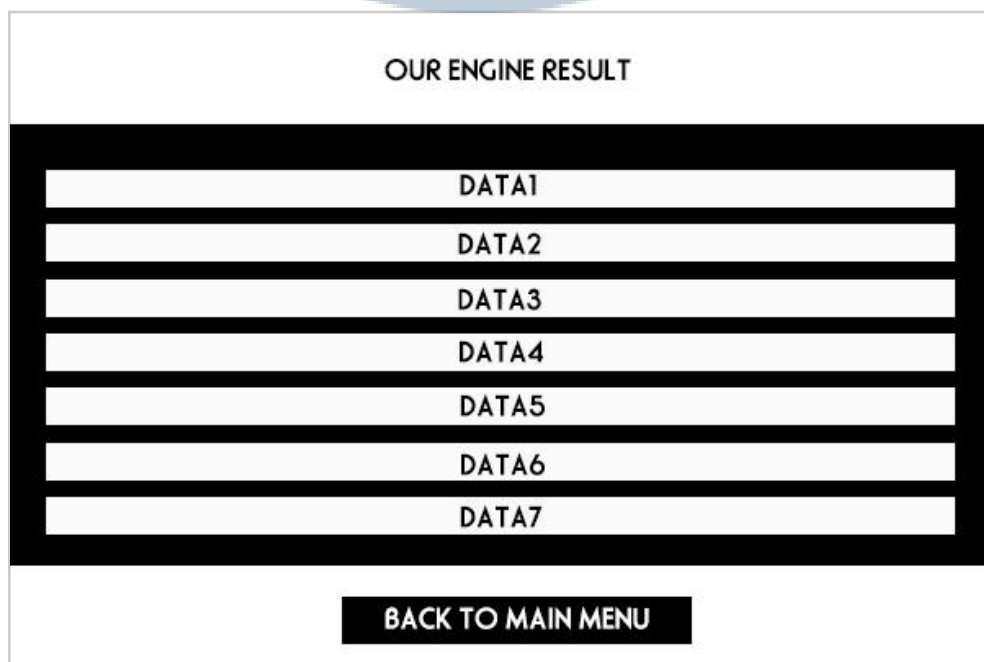 OUR ENGINE RESULT
DATA1
DATA2
DATA3
DATA4
DATA5
DATA6
DATA7
BACK TO MAIN MENU